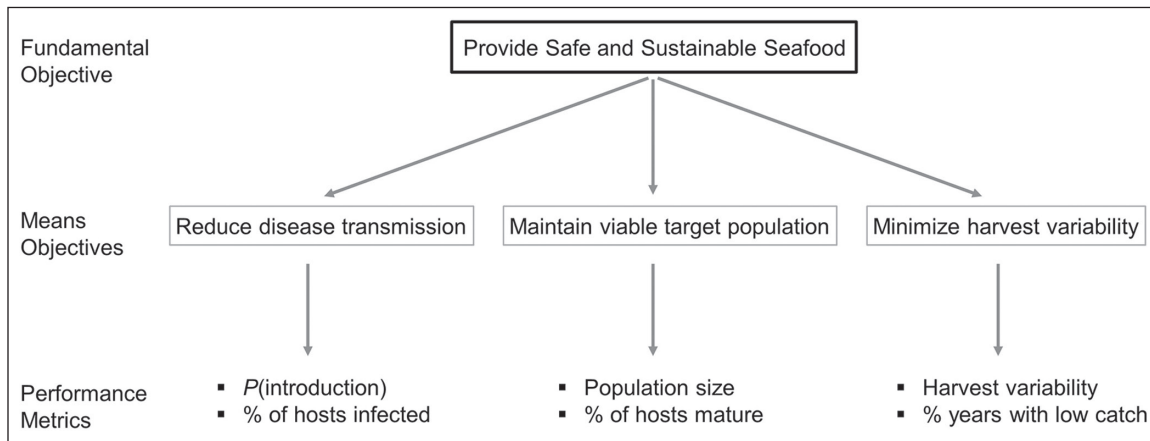 Fundamental
Objective
Provide Safe and Sustainable Seafood
Means
Objectives
Reduce disease transmission
Maintain viable target population
Minimize harvest variability
Performance
Metrics
▪ P(introduction)
▪ % of hosts infected
▪ Population size
▪ % of hosts mature
▪ Harvest variability
▪ % years with low catch